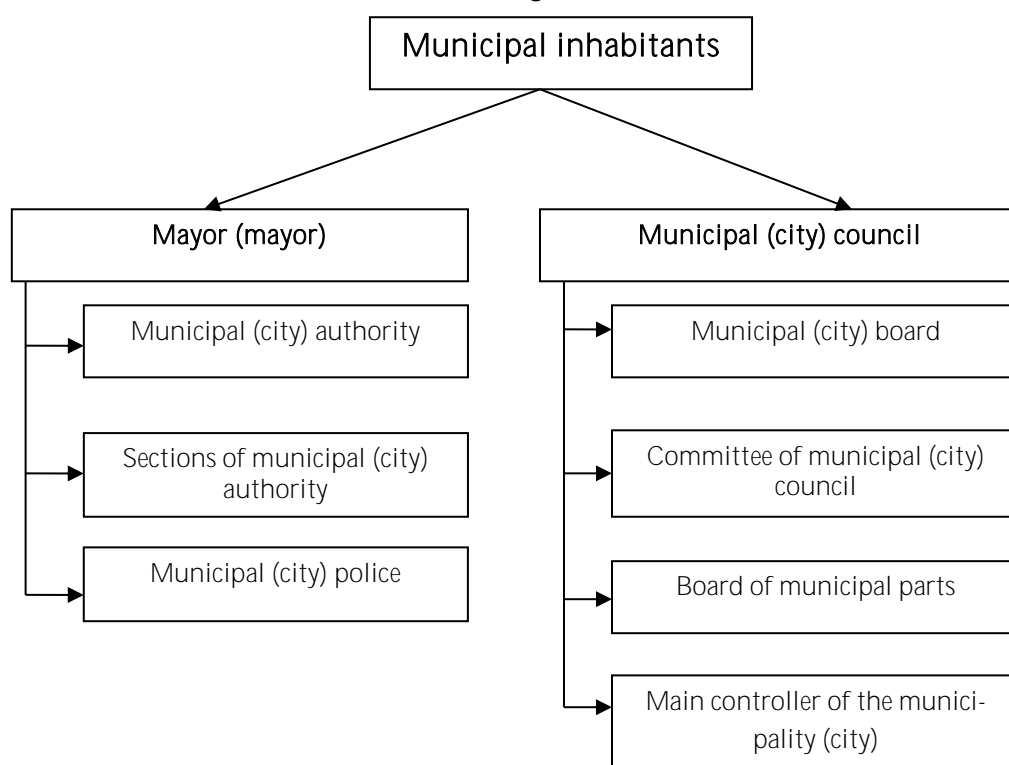 Municipal inhabitants
Mayor (mayor)
Municipal (city) authority
Sections of municipal (city)
authority
Municipal (city) police
Municipal (city) council
Municipal (city) board
Committee of municipal (city)
council
Board of municipal parts
Main controller of the munici-
pality (city)